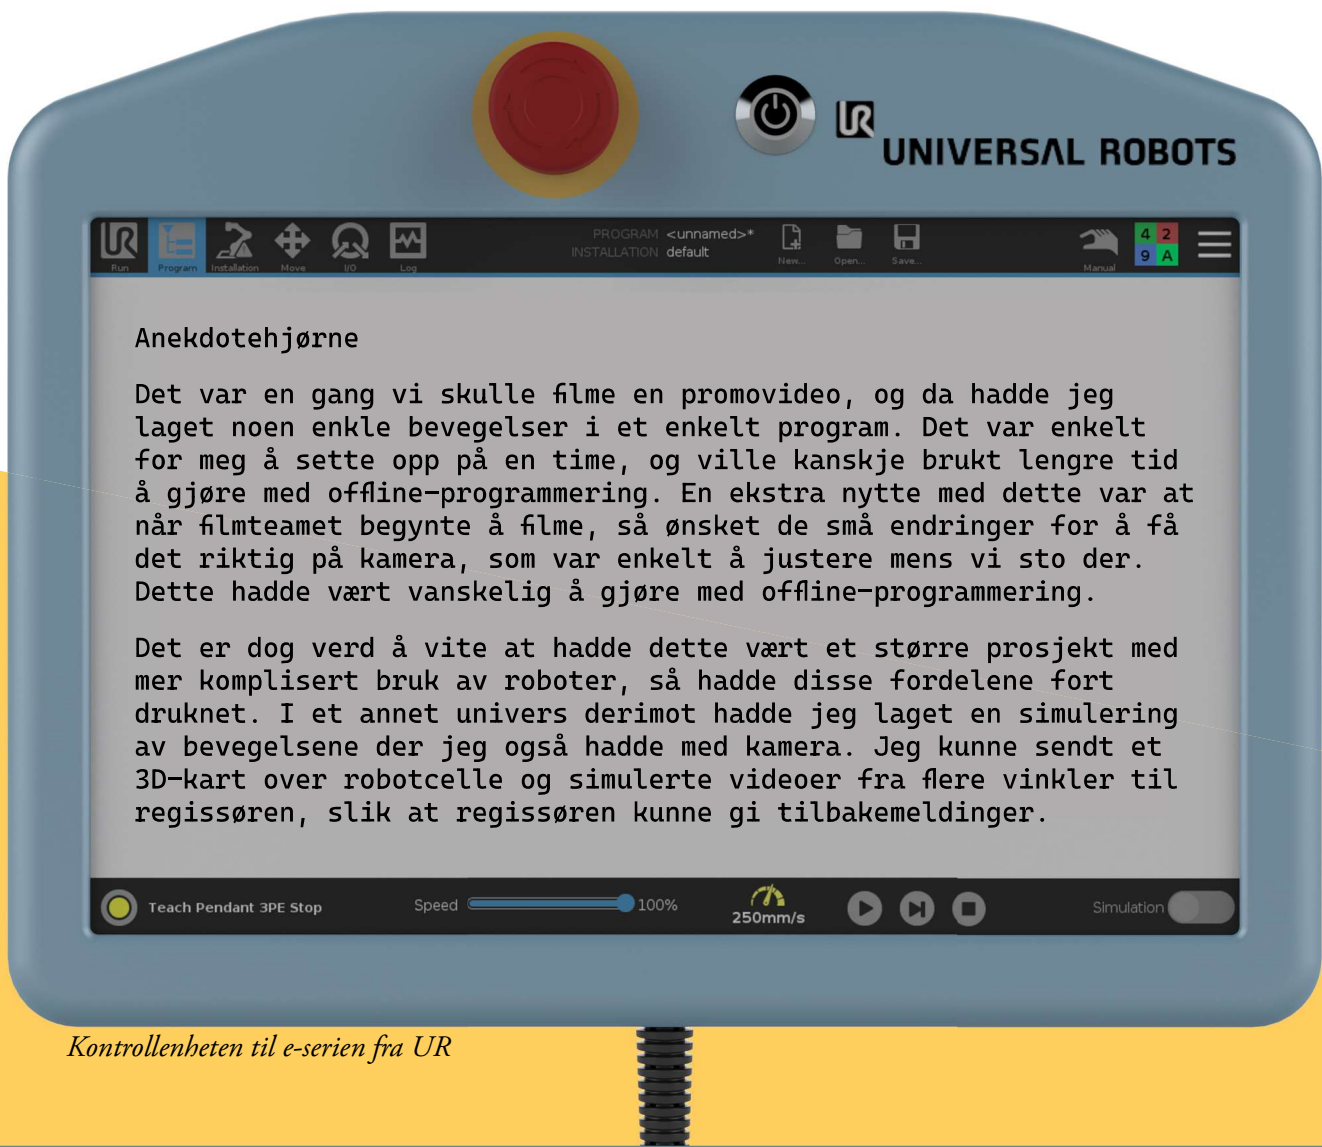 UR
UNIVERSAL ROBOTS
UR
Run
Program
Installation
Move
I/O
Log
PROGRAM <unnamed>*
INSTALLATION default
New...
Open...
Save...
Manual
4 2
9 A
Anekdotehjørne
Det var en gang vi skulle filme en promovideo, og da hadde jeg
laget noen enkle bevegelser i et enkelt program. Det var enkelt
for meg å sette opp på en time, og ville kanskje brukt lengre tid
å gjøre med offline-programmering. En ekstra nytte med dette var at
når filmteamet begynte å filme, så ønsket de små endringer for å få
det riktig på kamera, som var enkelt å justere mens vi sto der.
Dette hadde vært vanskelig å gjøre med offline-programmering.
Det er dog verd å vite at hadde dette vært et større prosjekt med
mer komplisert bruk av roboter, så hadde disse fordelene fort
druknet. I et annet univers derimot hadde jeg laget en simulering
av bevegelsene der jeg også hadde med kamera. Jeg kunne sendt et
3D-kart over robotcelle og simulerte videoer fra flere vinkler til
regissøren, slik at regissøren kunne gi tilbakemeldinger.
Teach Pendant 3PE Stop
Speed
100%
250mm/s
Simulation
Kontrollenheten til e-serien fra UR